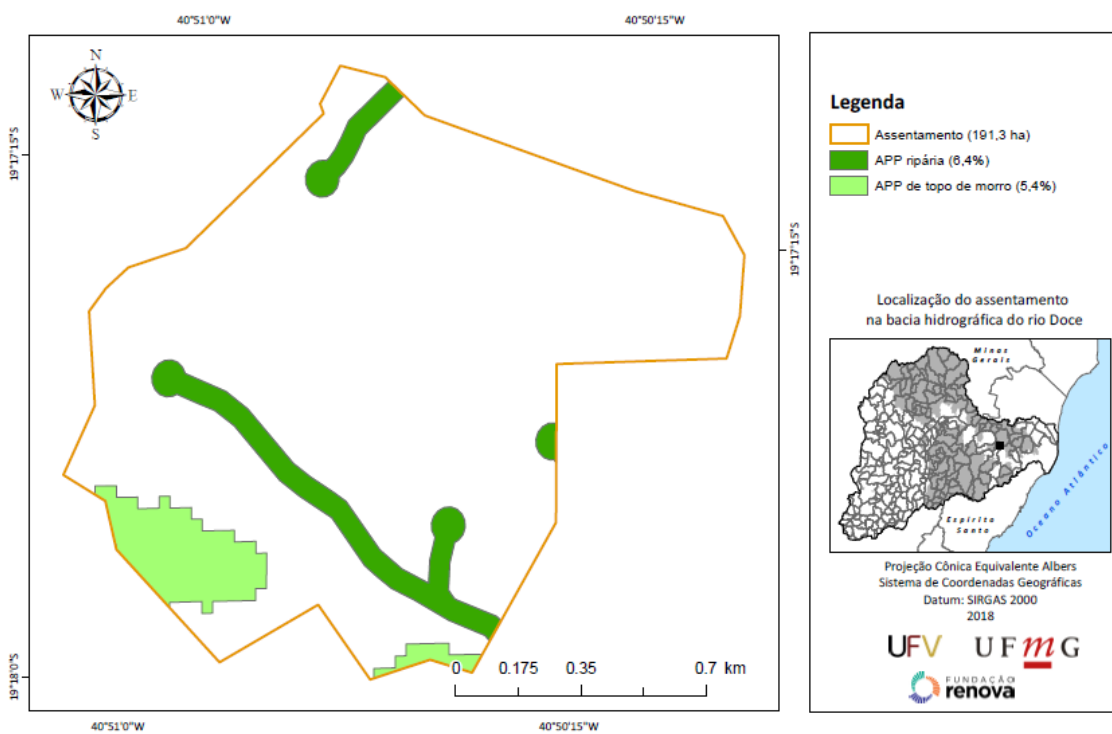 40°51'0"W
40°50'15"W
N
W
E
S
19°17'15"S
19°17'15"S
19°18'0"S
0 0.175 0.35 0.7 km
40°51'0"W
40°50'15"W
Legenda
Assentamento (191,3 ha)
APP ripária (6,4%)
APP de topo de morro (5,4%)
Localização do assentamento
na bacia hidrográfica do rio Doce
Minas
Gerais
Espírito
Santo
Oceano Atlântico
Projeção Cônica Equivalente Albers
Sistema de Coordenadas Geográficas
Datum: SIRGAS 2000
2018
UFV
UFmG
FUNDAÇÃO
renova